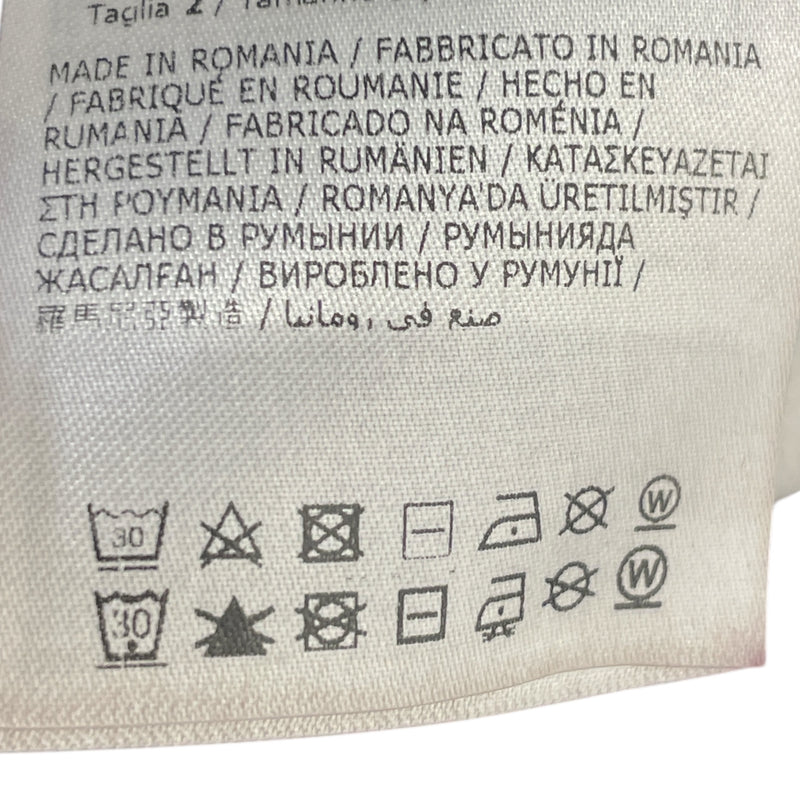 Taglia 2 /
MADE IN ROMANIA / FABBRICATO IN ROMANIA
/ FABRIQUÉ EN ROUMANIE / HECHO EN
RUMANIA / FABRICADO NA ROMÉNIA /
HERGESTELLT IN RUMÄNIEN / ΚΑΤΑΣΚΕΥΑΖΕΤΑΙ
ΣΤΗ ΡΟΥΜΑΝΙΑ / ROMANYA'DA ÜRETILMIŞTIR /
СДЕЛАНО В РУМЫНИИ / РУМЫНИЯДА
ЖАСАЛҒАН / ВИРОБЛЕНО У РУМУНІЇ /
羅馬尼亞製造 / صنع في رومانيا
30 W
30 W